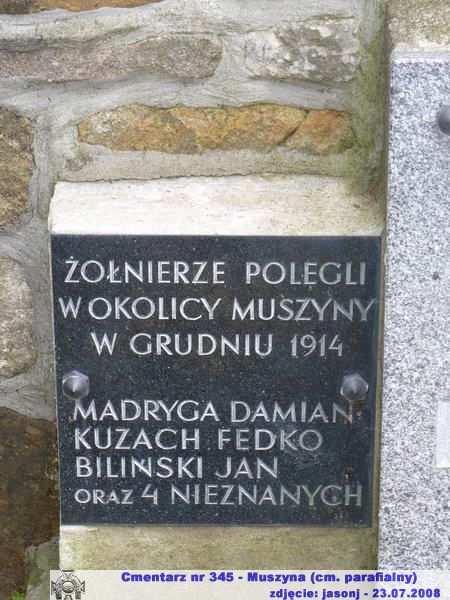 ŻOŁNIERZE POLEGLI
W OKOLICY MUSZYNY
W GRUDNIU 1914
MADRYGA DAMIAN
KUZACH FEDKO
BILIŃSKI JAN
ORAZ 4 NIEZNANYCH
Cmentarz nr 345 - Muszyna (cm. parafialny)
zdjęcie: jasonj - 23.07.2008